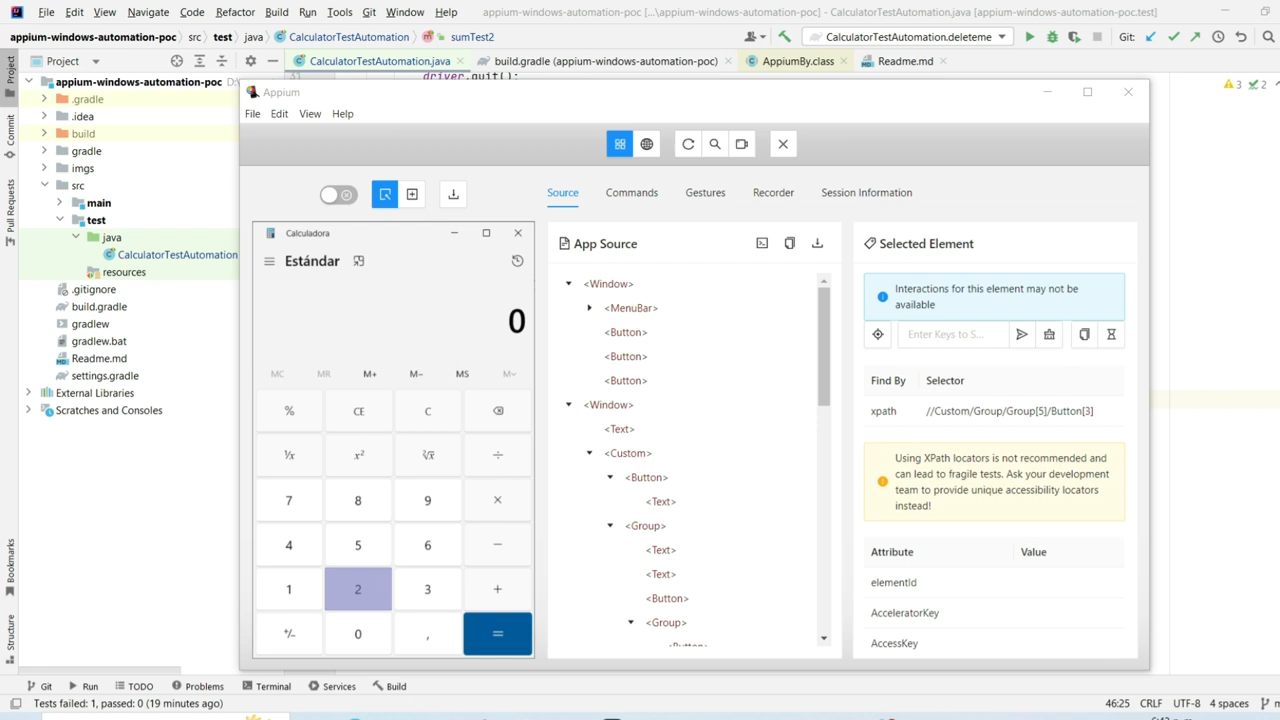 File Edit View Navigate Code Refactor Build Run Tools Git Window Help appium-windows-automation-poc [...\appium-windows-automation-poc] - CalculatorTestAutomation.java [appium-windows-automation-poc.test]
appium-windows-automation-poc src test java CalculatorTestAutomation sumTest2 CalculatorTestAutomation.deleteme Git:
Project CalculatorTestAutomation.java build.gradle (appium-windows-automation-poc) AppiumBy.class Readme.md
driver.quit();
3 2
Project
Commit
Pull Requests
Bookmarks
Structure
appium-windows-automation-poc
.gradle
.idea
build
gradle
imgs
src
main
test
java
CalculatorTestAutomation
resources
.gitignore
build.gradle
gradlew
gradlew.bat
Readme.md
settings.gradle
External Libraries
Scratches and Consoles
Appium
File Edit View Help
Source Commands Gestures Recorder Session Information
Calculadora
Estándar
0
MC MR M+ M− MS M
% CE C
¹/x x² ²√x ÷
7 8 9 ×
4 5 6 −
1 2 3 +
+/− 0 , =
App Source
<Window>
<MenuBar>
<Button>
<Button>
<Button>
<Window>
<Text>
<Custom>
<Button>
<Text>
<Group>
<Text>
<Text>
<Button>
<Group>
<Button>
Selected Element
Interactions for this element may not be
available
Enter Keys to S...
Find By Selector
xpath //Custom/Group/Group[5]/Button[3]
Using XPath locators is not recommended and
can lead to fragile tests. Ask your development
team to provide unique accessibility locators
instead!
Attribute Value
elementId
AcceleratorKey
AccessKey
Git Run TODO Problems Terminal Services Build
Tests failed: 1, passed: 0 (19 minutes ago) 46:25 CRLF UTF-8 4 spaces